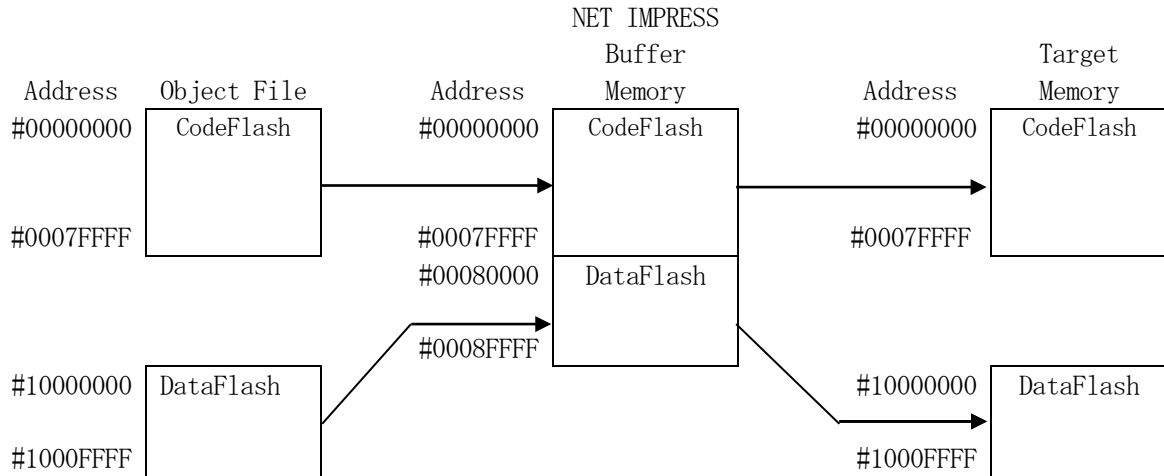 NET IMPRESS
Buffer
Target
Address Object File Address Memory Address Memory
#00000000 CodeFlash #00000000 CodeFlash #00000000 CodeFlash
#0007FFFF #0007FFFF #0007FFFF
#00080000 DataFlash
#0008FFFF
#10000000 DataFlash #10000000 DataFlash
#1000FFFF #1000FFFF